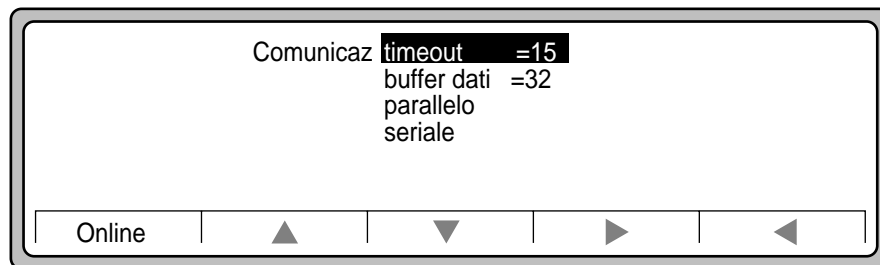 Comunicaz timeout =15
buffer dati =32
parallelo
seriale
Online